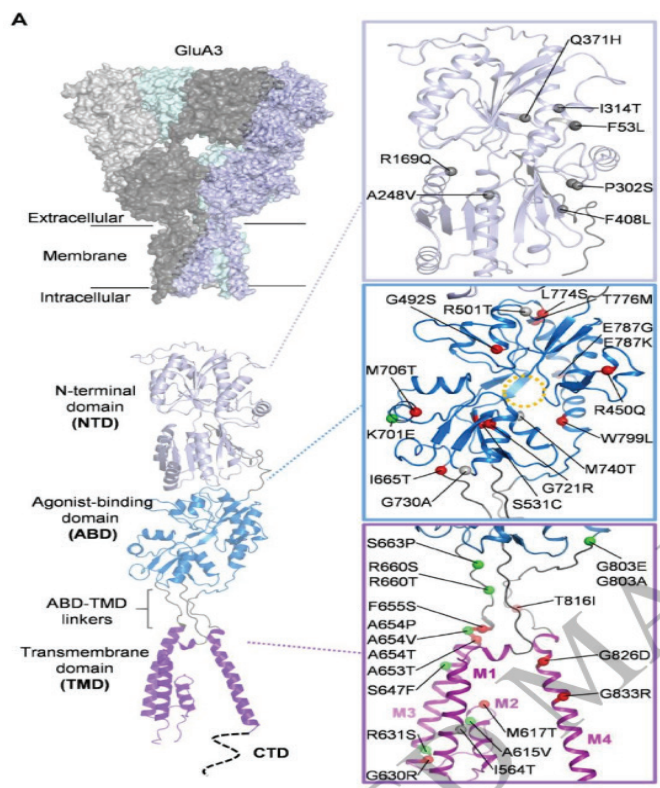 A
GluA3
Extracellular
Membrane
Intracellular
N-terminal
domain
(NTD)
Agonist-binding
domain
(ABD)
ABD-TMD
linkers
Transmembrane
domain
(TMD)
CTD
Q371H
I314T
F53L
R169Q
A248V
P302S
F408L
G492S
L774S
R501T
T776M
E787G
E787K
M706T
R450Q
K701E
W799L
M740T
I665T
G721R
G730A
S531C
S663P
R660S
R660T
G803E
G803A
F655S
T816I
A654P
A654V
A654T
A653T
S647F
M1
G826D
M2
G833R
M3
R631S
M617T
M4
A615V
I564T
G630R